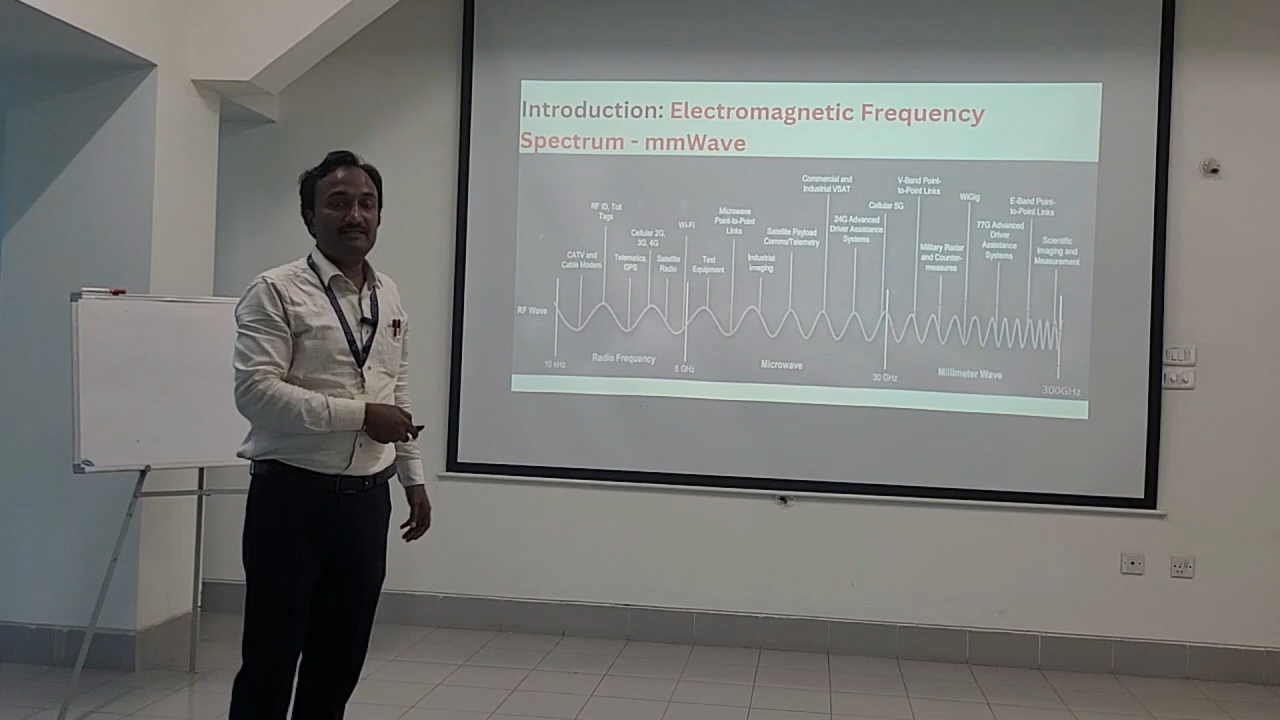 Introduction: Electromagnetic Frequency
Spectrum - mmWave
Commercial and
Industrial VSAT
V-Band Point-
to-Point Links
RF ID, Toll
Tags
Microwave
Point-to-Point
Links
Cellular 5G
WiGig
E-Band Point-
to-Point Links
Cellular 2G,
3G, 4G
Wi-Fi
Satellite Payload
Comms/Telemetry
24G Advanced
Driver Assistance
Systems
77G Advanced
Driver
Assistance
Systems
CATV and
Cable Modem
Telematics,
GPS
Satellite
Radio
Test
Equipment
Industrial
Imaging
Military Radar
and Counter-
measures
Scientific
Imaging and
Measurement
RF Wave
10 kHz
Radio Frequency
6 GHz
Microwave
30 GHz
Millimeter Wave
300GHz